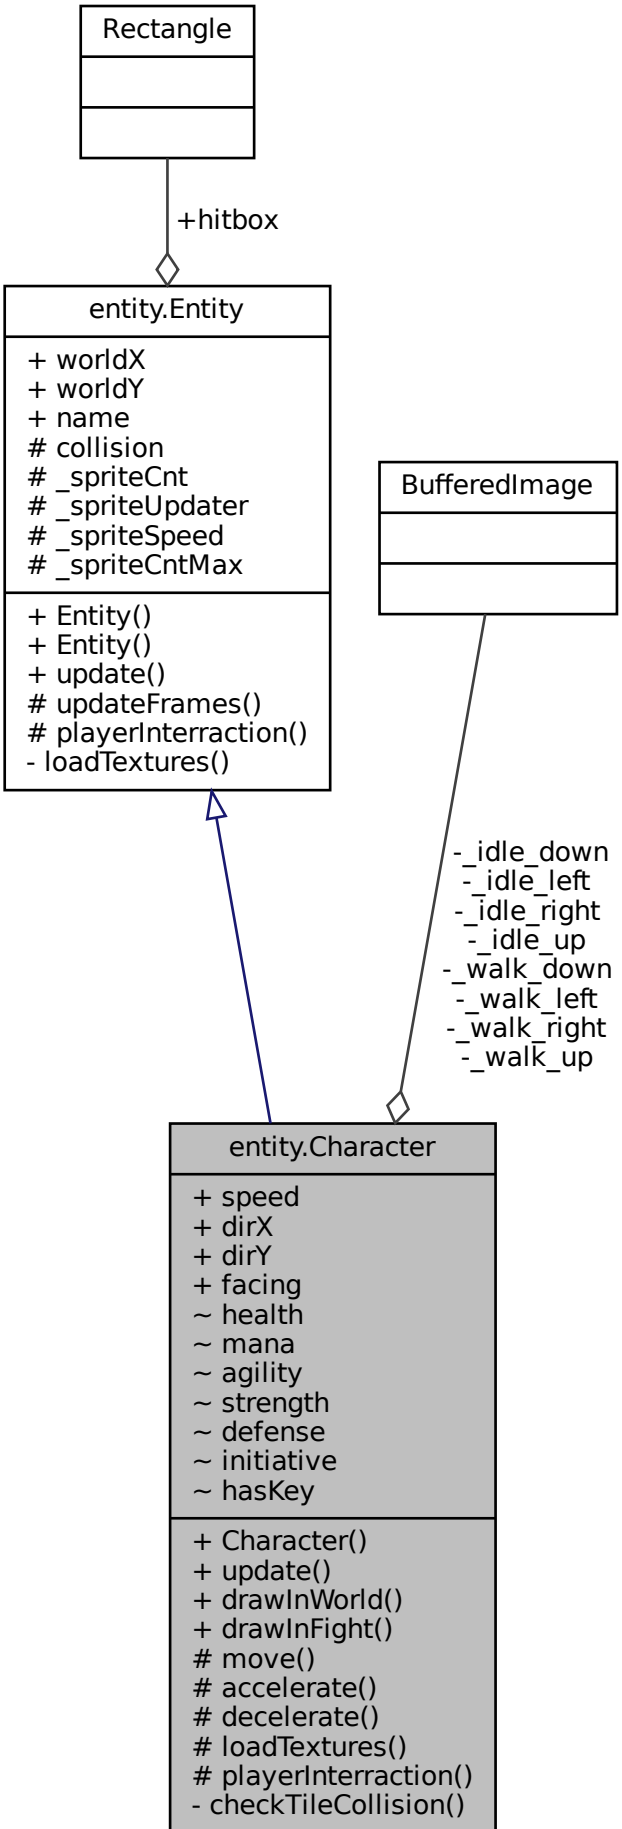 Rectangle
+hitbox
entity.Entity
+ worldX
+ worldY
+ name
# collision
# _spriteCnt
# _spriteUpdater
# _spriteSpeed
# _spriteCntMax
+ Entity()
+ Entity()
+ update()
# updateFrames()
# playerInterraction()
- loadTextures()
BufferedImage
-_idle_down
-_idle_left
-_idle_right
-_idle_up
-_walk_down
-_walk_left
-_walk_right
-_walk_up
entity.Character
+ speed
+ dirX
+ dirY
+ facing
~ health
~ mana
~ agility
~ strength
~ defense
~ initiative
~ hasKey
+ Character()
+ update()
+ drawInWorld()
+ drawInFight()
# move()
# accelerate()
# decelerate()
# loadTextures()
# playerInterraction()
- checkTileCollision()